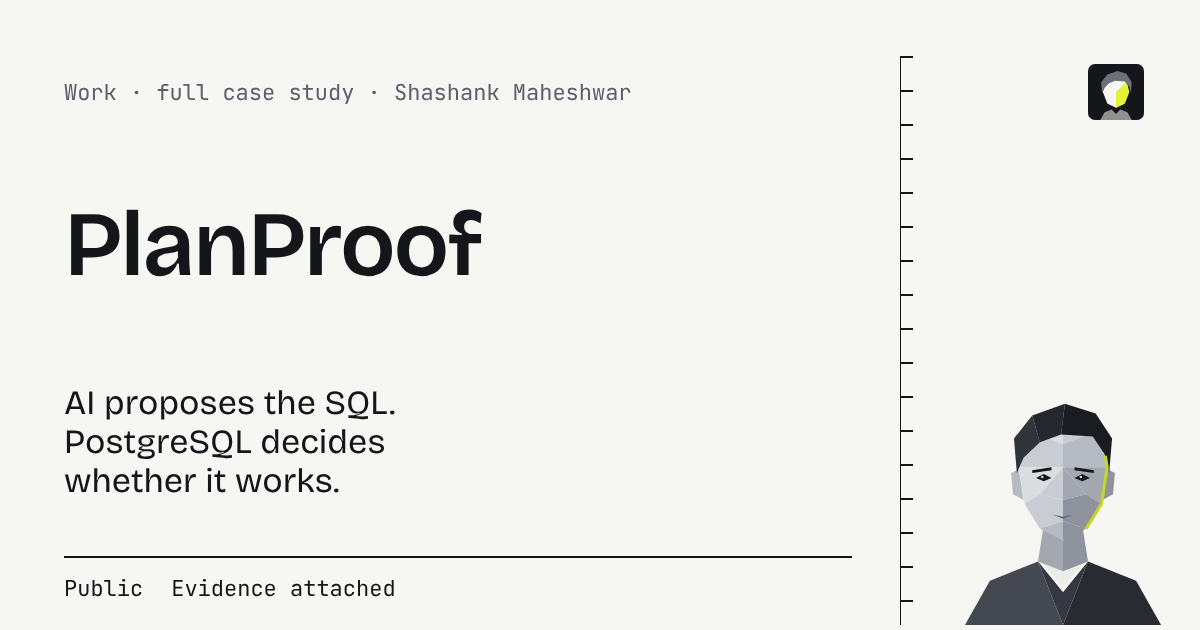 Work · full case study · Shashank Maheshwar
PlanProof
AI proposes the SQL.
PostgreSQL decides
whether it works.
Public  Evidence attached